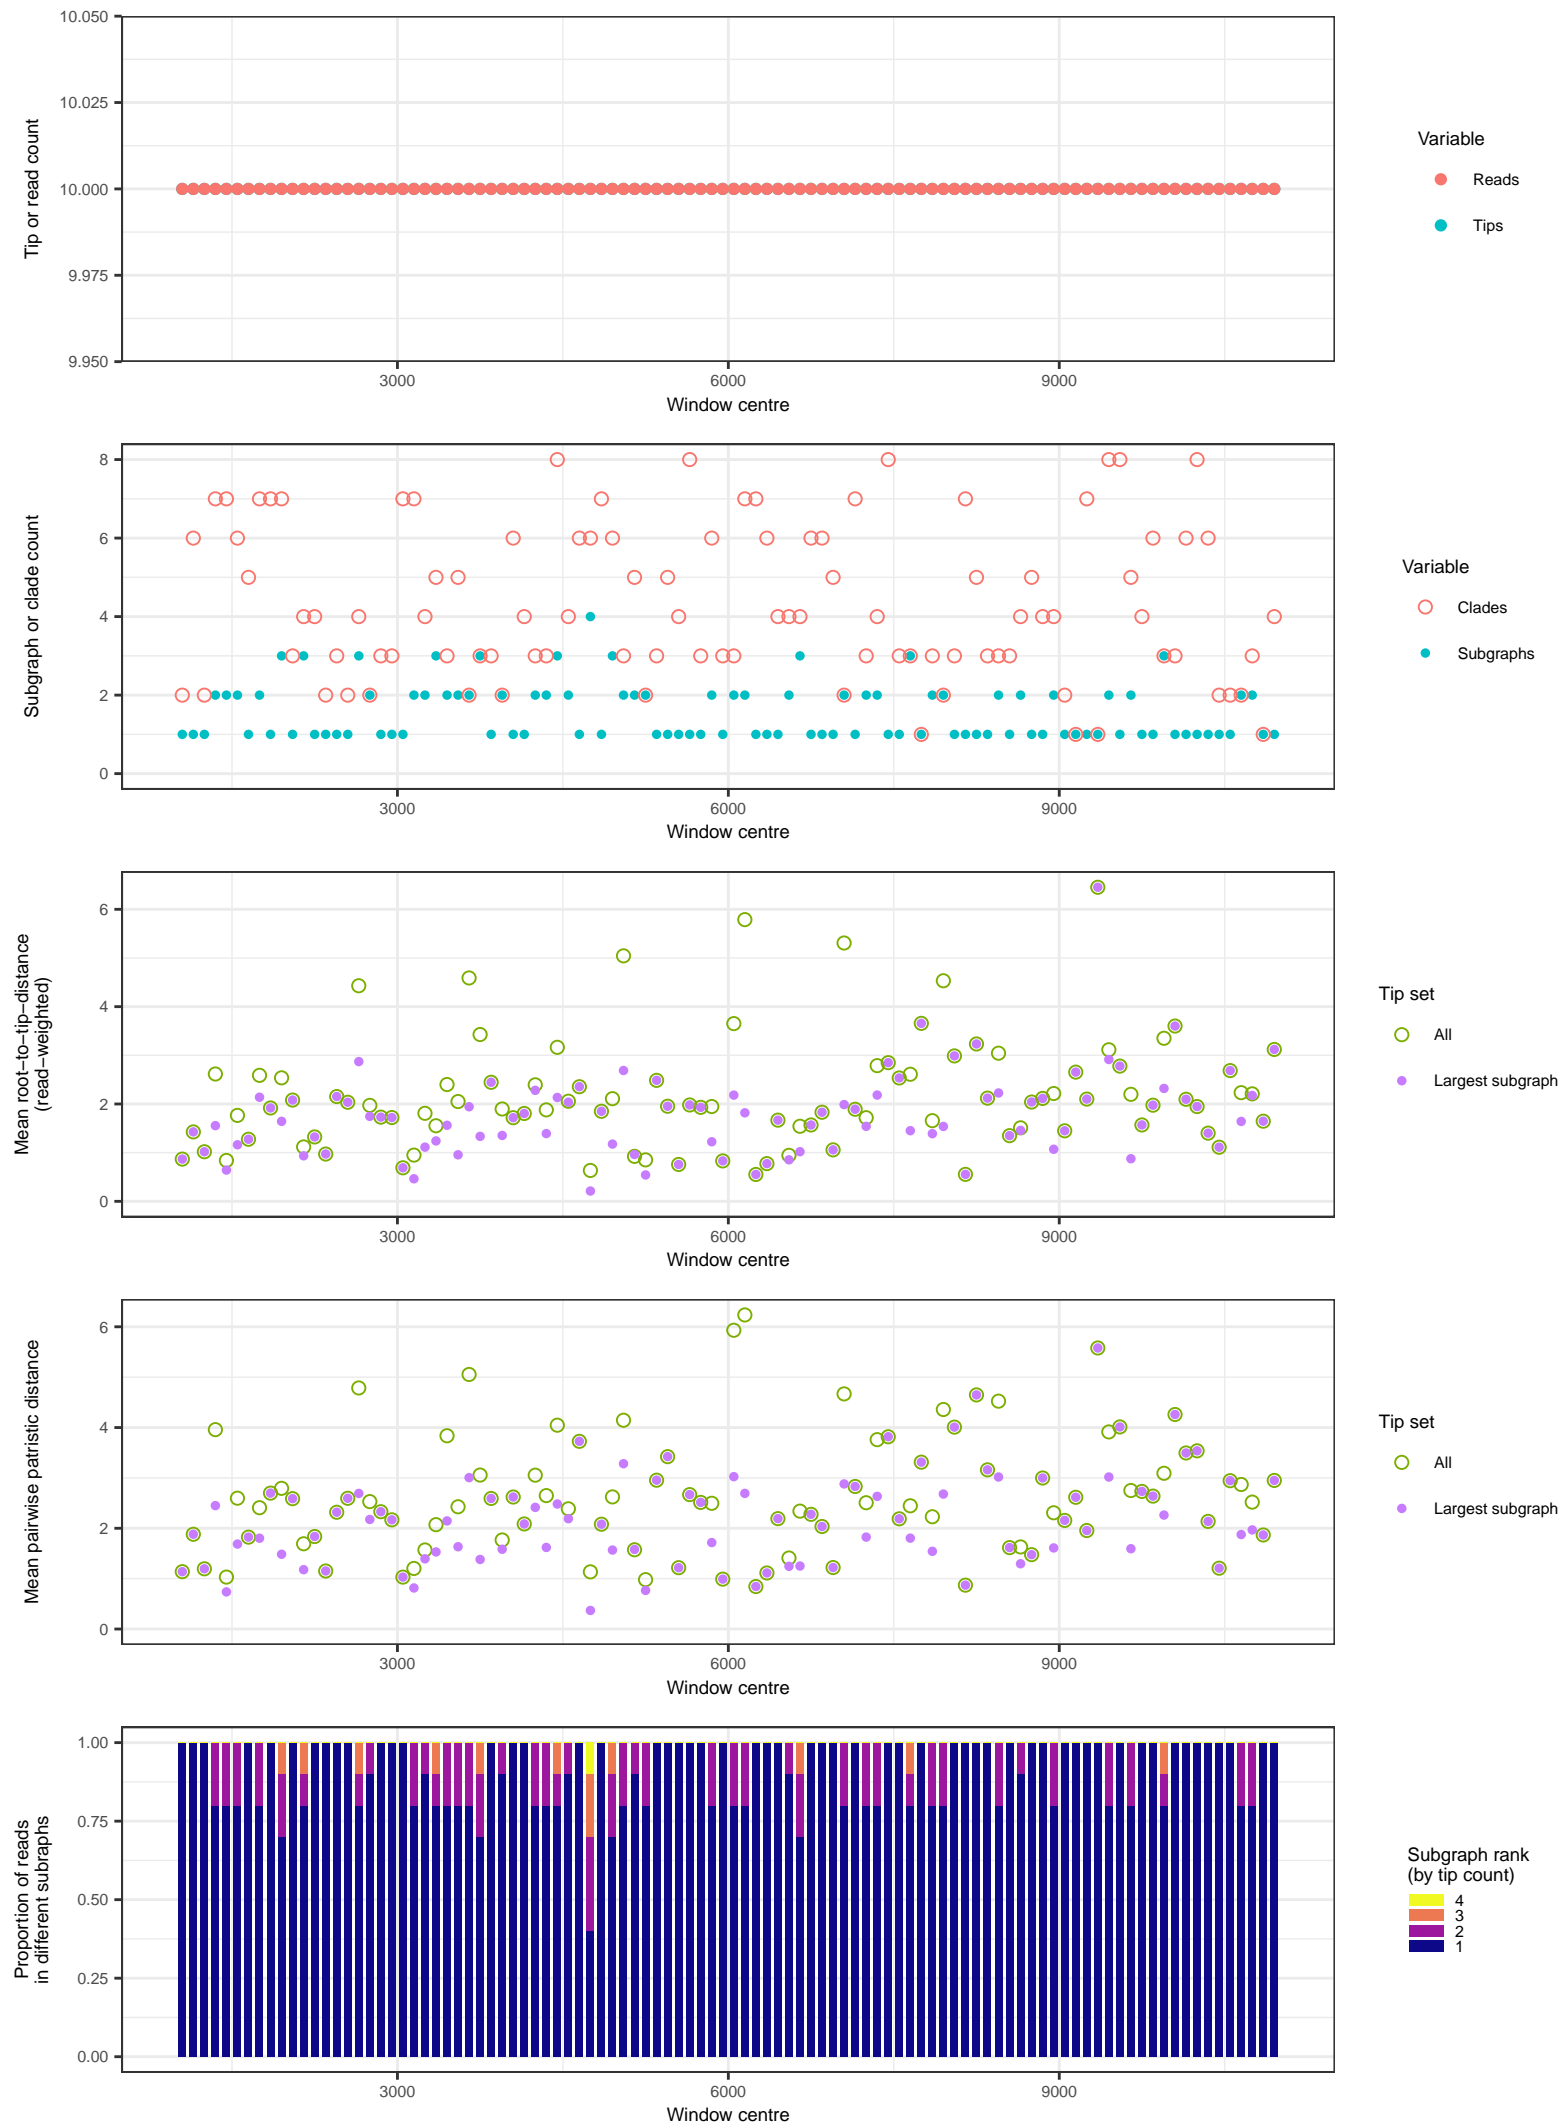 10.050
10.025
10.000
9.975
9.950
Tip or read count
3000
6000
9000
Window centre
Variable
Reads
Tips
8
6
4
2
0
Subgraph or clade count
3000
6000
9000
Window centre
Variable
Clades
Subgraphs
6
4
2
0
Mean root−to−tip−distance
(read−weighted)
3000
6000
9000
Window centre
Tip set
All
Largest subgraph
6
4
2
0
Mean pairwise patristic distance
3000
6000
9000
Window centre
Tip set
All
Largest subgraph
1.00
0.75
0.50
0.25
0.00
Proportion of reads
in different subraphs
3000
6000
9000
Window centre
Subgraph rank
(by tip count)
4
3
2
1